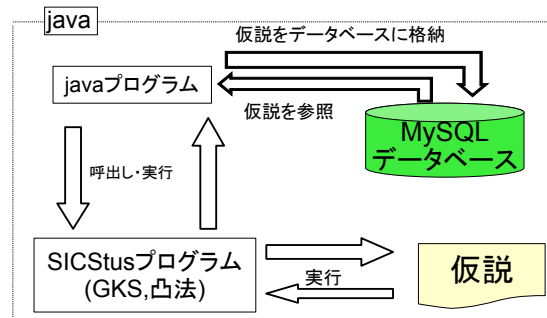 java
仮説をデータベースに格納
javaプログラム
仮説を参照
MySQL
データベース
呼出し・実行
SICStusプログラム
(GKS,凸法)
実行
仮説